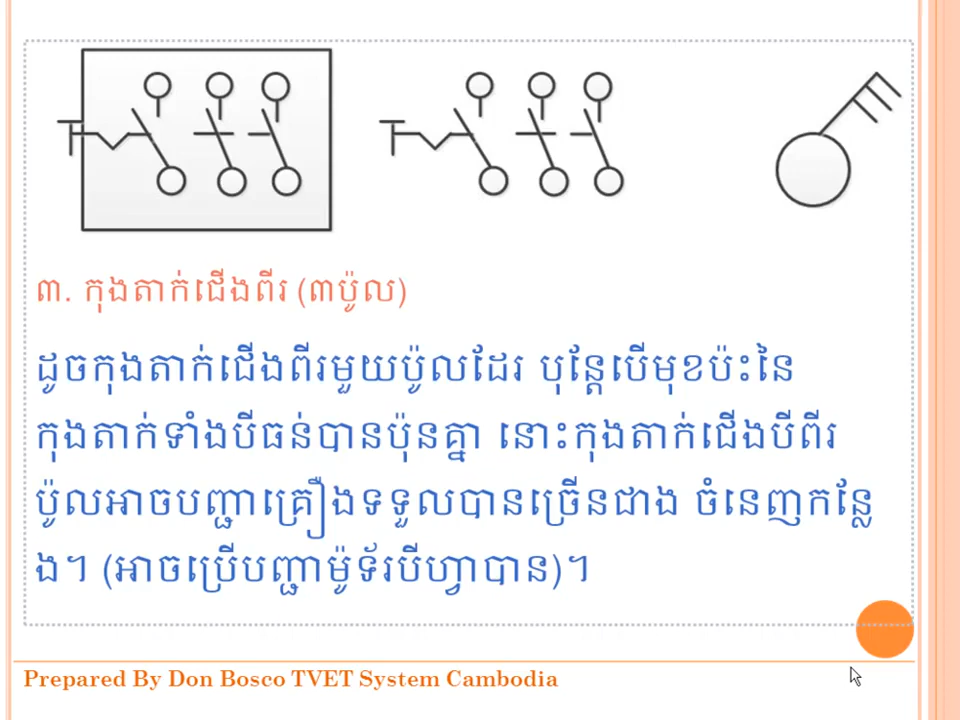 ៣. កុងតាក់ជើងពីរ (៣ប៉ូល)
ដូចកុងតាក់ជើងពីរមួយប៉ូលដែរ បុន្តែបើមុខប៉ះនៃ
កុងតាក់ទាំងបីធន់បានប៉ុនគ្នា នោះកុងតាក់ជើងបីពីរ
ប៉ូលអាចបញ្ជាគ្រឿងទទួលបានច្រើនជាង ចំនេញកន្លែ
ង។ (អាចប្រើបញ្ជាម៉ូទ័របីហ្វាបាន)។
Prepared By Don Bosco TVET System Cambodia